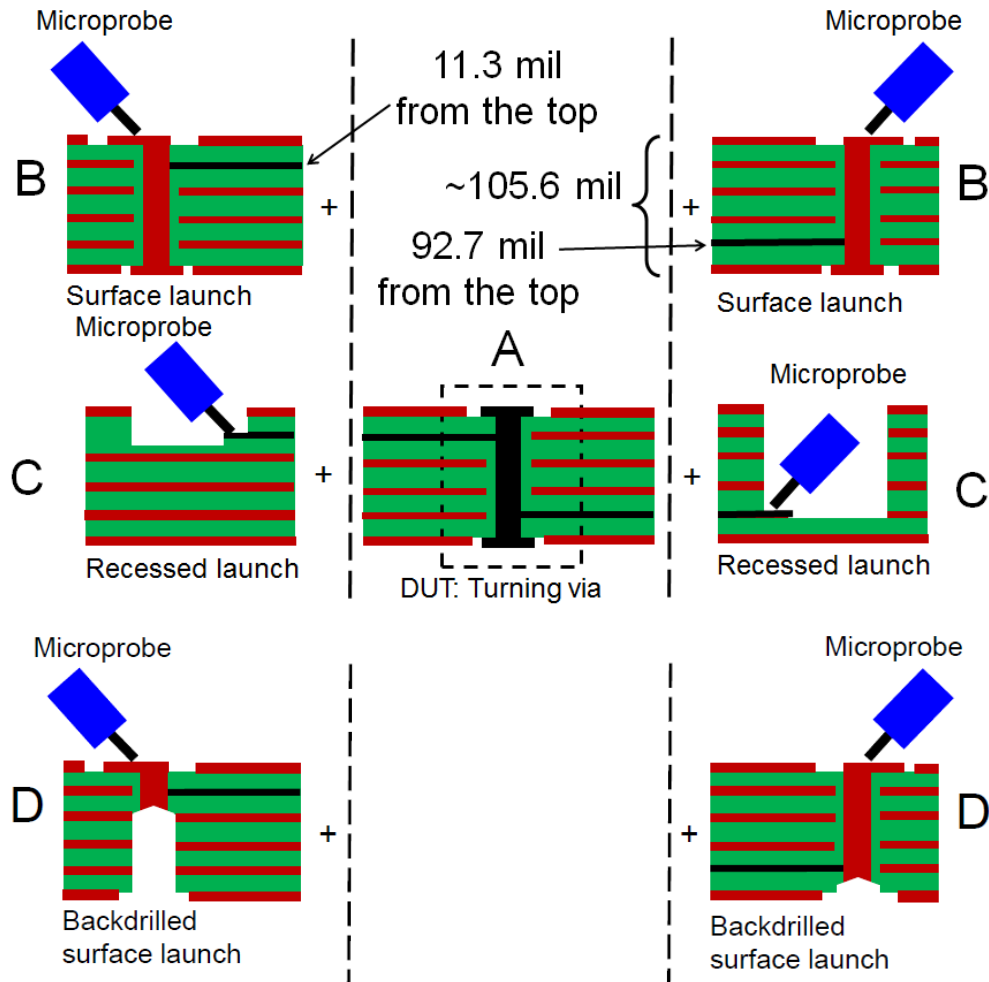 Microprobe
Microprobe
11.3 mil
from the top
B
~105.6 mil
B
+
+
92.7 mil
from the top
Surface launch
Surface launch
Microprobe
A
Microprobe
C
+
+
C
Recessed launch
DUT: Turning via
Recessed launch
Microprobe
Microprobe
D
+
+
D
Backdrilled
surface launch
Backdrilled
surface launch